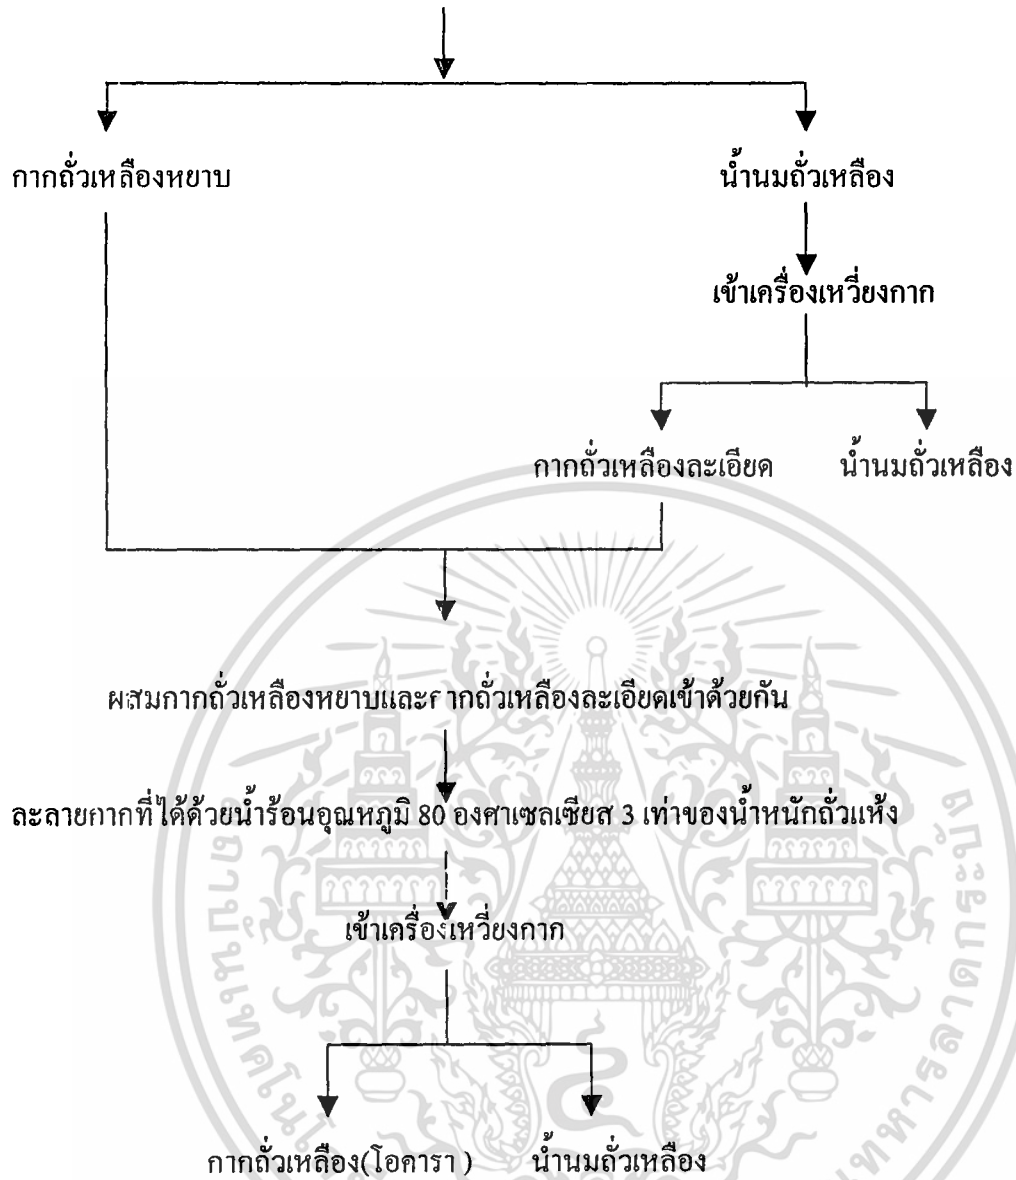 กากถั่วเหลืองหยาบ น้ำนมถั่วเหลือง
เข้าเครื่องเหวี่ยงกาก
กากถั่วเหลืองละเอียด น้ำนมถั่วเหลือง
ผสมกากถั่วเหลืองหยาบและกากถั่วเหลืองละเอียดเข้าด้วยกัน
ละลายกากที่ได้ด้วยน้ำร้อนอุณหภูมิ 80 องศาเซลเซียส 3 เท่าของน้ำหนักถั่วแห้ง
เข้าเครื่องเหวี่ยงกาก
กากถั่วเหลือง(โอคารา ) น้ำนมถั่วเหลือง